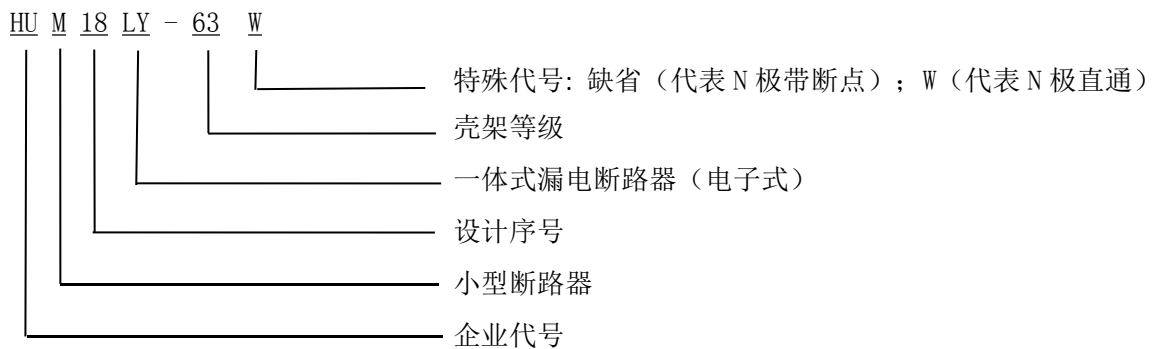 HU M 18 LY - 63 W
特殊代号: 缺省（代表 N 极带断点）；W（代表 N 极直通）
壳架等级
一体式漏电断路器（电子式）
设计序号
小型断路器
企业代号